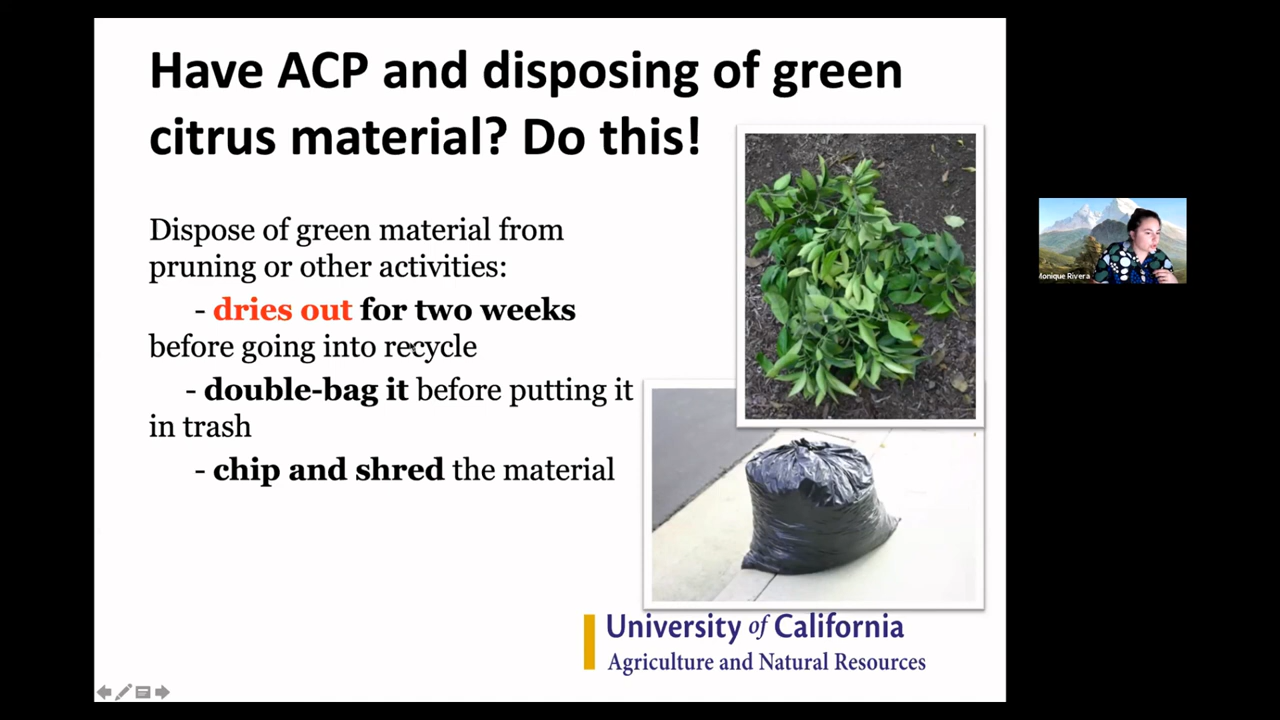 Have ACP and disposing of green
citrus material? Do this!
Dispose of green material from
pruning or other activities:
- dries out for two weeks
before going into recycle
- double-bag it before putting it
in trash
- chip and shred the material
University of California
Agriculture and Natural Resources
Monique Rivera